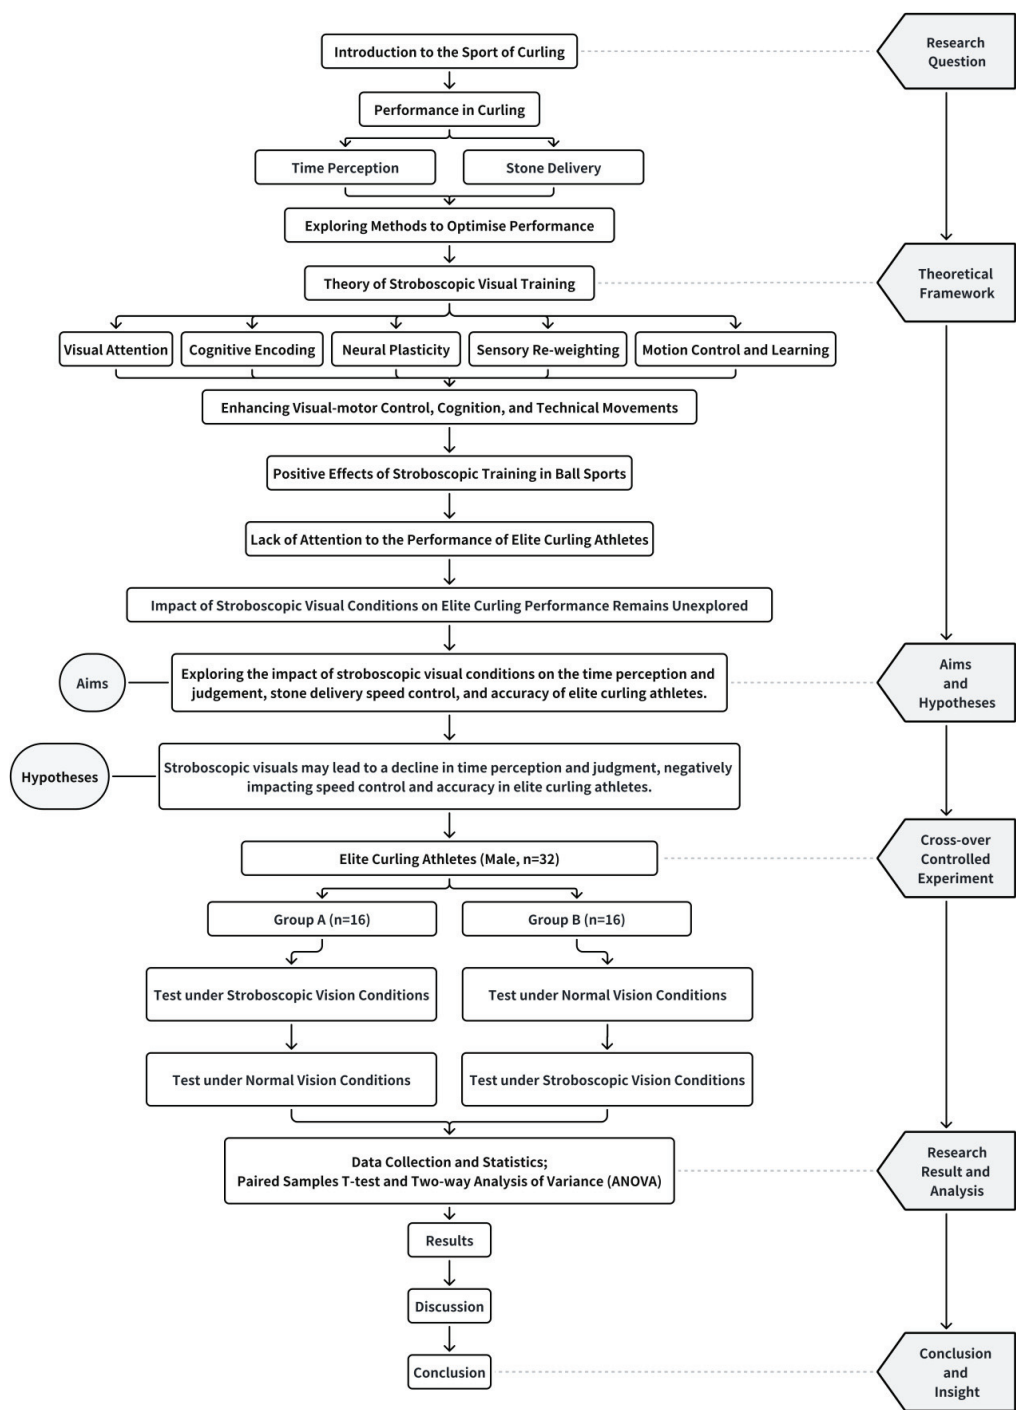 Introduction to the Sport of Curling
Research
Question
Performance in Curling
Time Perception
Stone Delivery
Exploring Methods to Optimise Performance
Theory of Stroboscopic Visual Training
Theoretical
Framework
Visual Attention
Cognitive Encoding
Neural Plasticity
Sensory Re-weighting
Motion Control and Learning
Enhancing Visual-motor Control, Cognition, and Technical Movements
Positive Effects of Stroboscopic Training in Ball Sports
Lack of Attention to the Performance of Elite Curling Athletes
Impact of Stroboscopic Visual Conditions on Elite Curling Performance Remains Unexplored
Aims
Exploring the impact of stroboscopic visual conditions on the time perception and
judgement, stone delivery speed control, and accuracy of elite curling athletes.
Aims
and
Hypotheses
Hypotheses
Stroboscopic visuals may lead to a decline in time perception and judgment, negatively
impacting speed control and accuracy in elite curling athletes.
Elite Curling Athletes (Male, n=32)
Cross-over
Controlled
Experiment
Group A (n=16)
Group B (n=16)
Test under Stroboscopic Vision Conditions
Test under Normal Vision Conditions
Test under Normal Vision Conditions
Test under Stroboscopic Vision Conditions
Data Collection and Statistics;
Paired Samples T-test and Two-way Analysis of Variance (ANOVA)
Research
Result and
Analysis
Results
Discussion
Conclusion
Conclusion
and
Insight